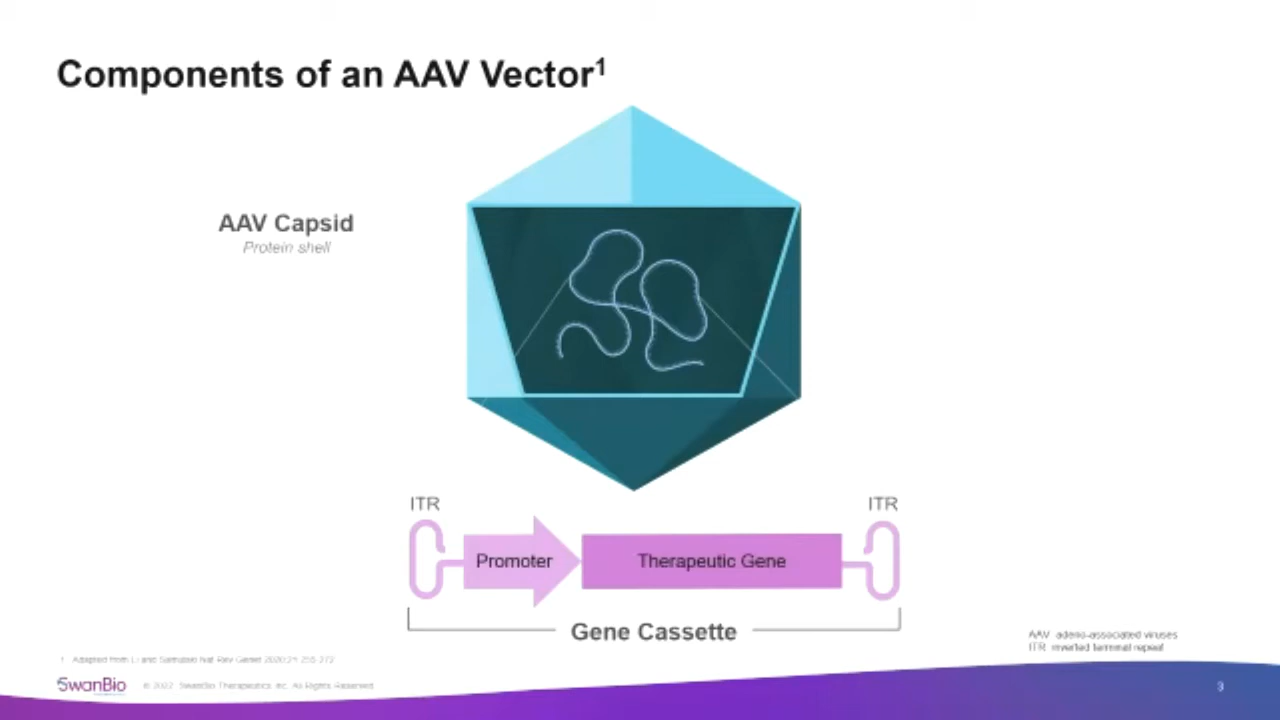 Components of an AAV Vector¹
AAV Capsid
Protein shell
ITR
ITR
Promoter
Therapeutic Gene
Gene Cassette
AAV adeno-associated viruses
ITR inverted terminal repeat
1 Adapted from Li and Samulski Nat Rev Genet 2020;21:255-272
SwanBio
© 2022 SwanBio Therapeutics Inc. All Rights Reserved
3